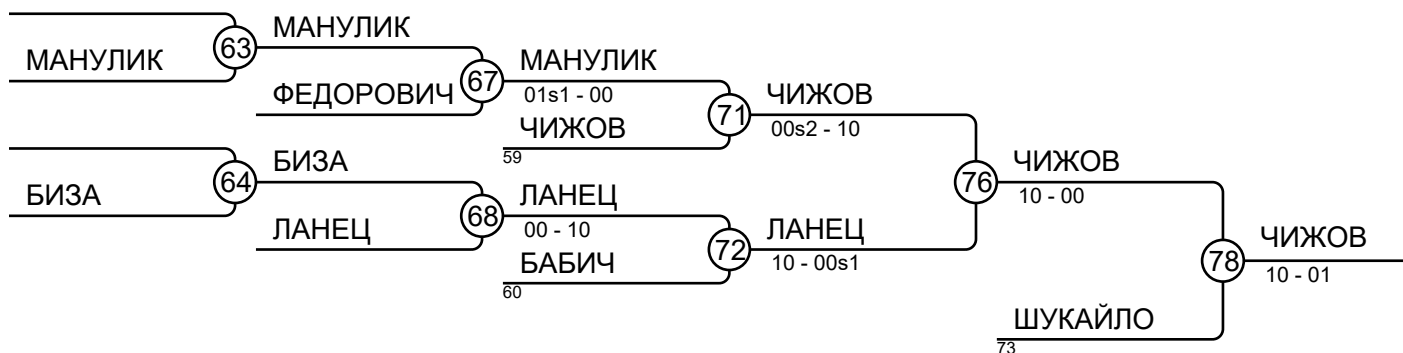 МАНУЛИК
63
МАНУЛИК
ФЕДОРОВИЧ
67
МАНУЛИК
01s1 - 00
ЧИЖОВ
59
71
ЧИЖОВ
00s2 - 10
БИЗА
64
БИЗА
ЛАНЕЦ
68
ЛАНЕЦ
00 - 10
БАБИЧ
60
72
ЛАНЕЦ
10 - 00s1
76
ЧИЖОВ
10 - 00
ШУКАЙЛО
73
78
ЧИЖОВ
10 - 01